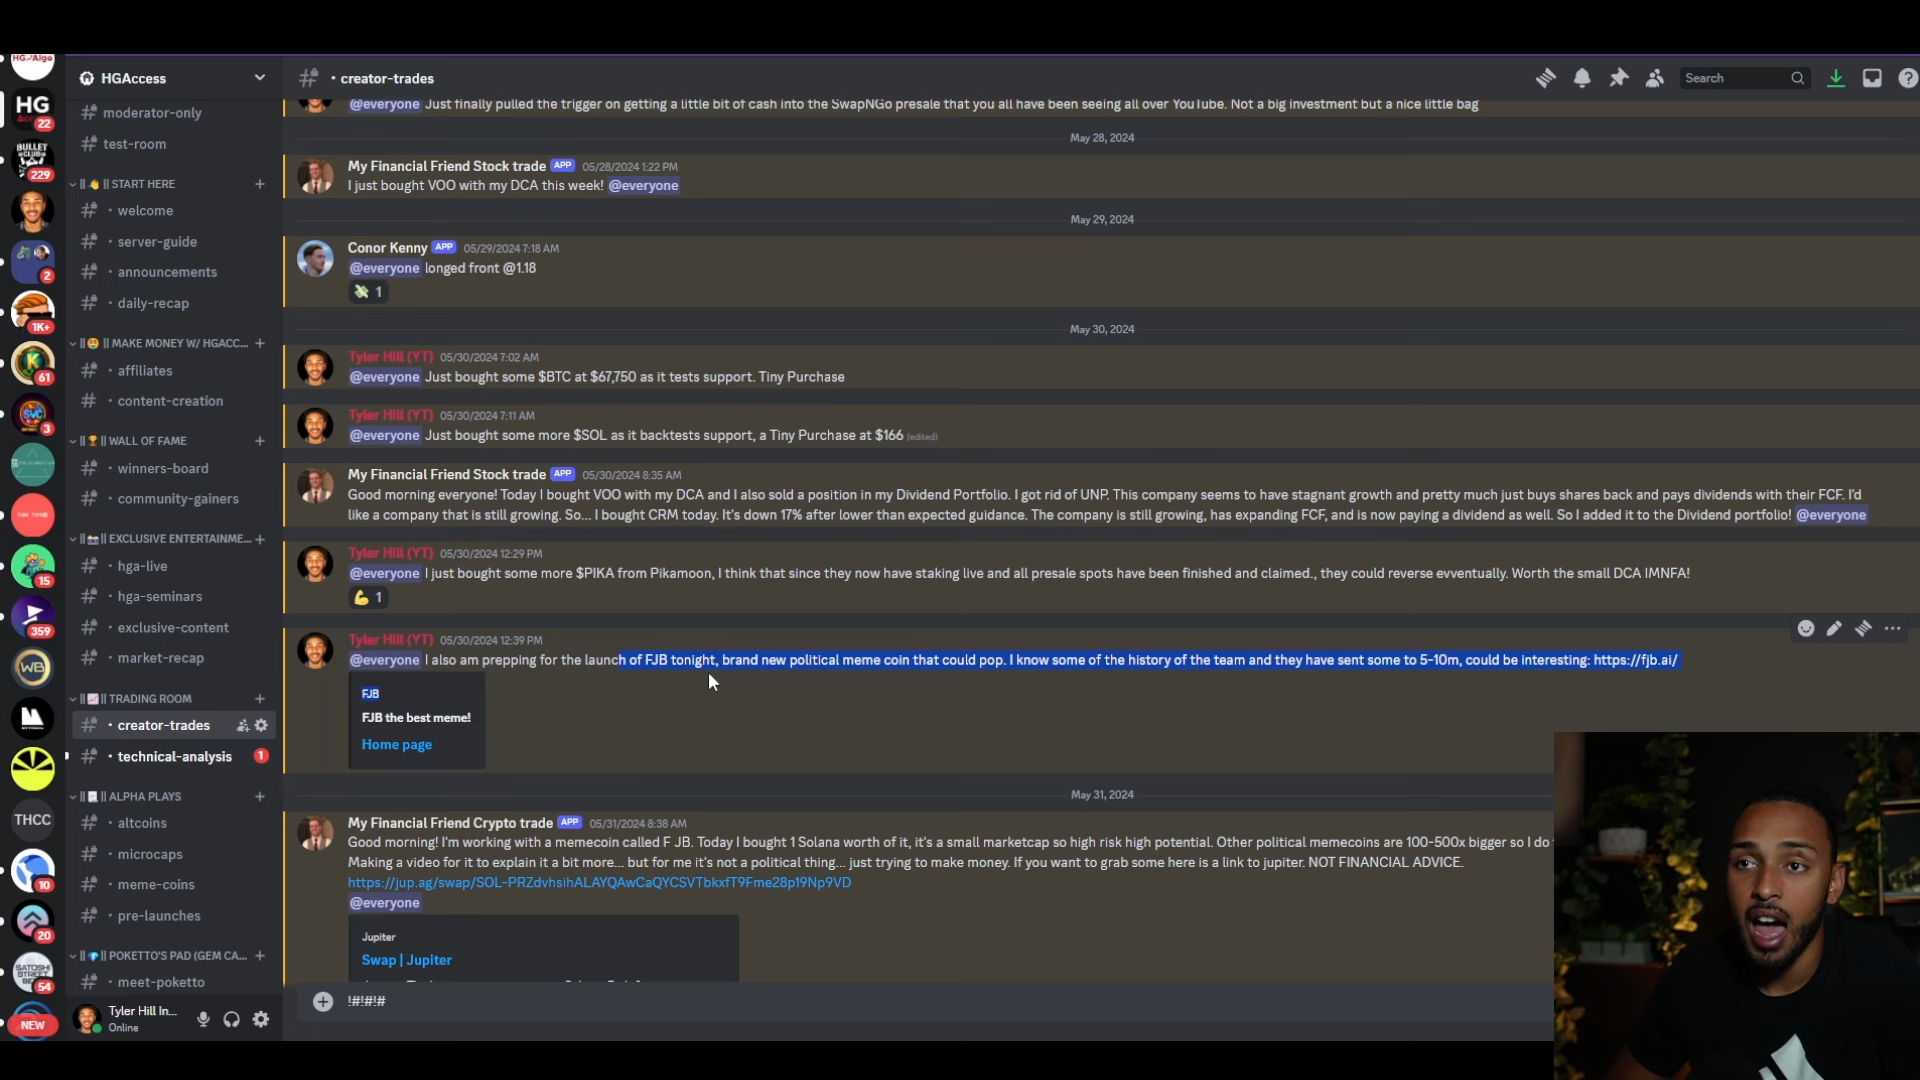 HGAccess
• creator-trades
Search
HG-Algo
HG
22
229
2
1K+
61
3
15
359
WB
THCC
10
20
54
NEW
moderator-only
test-room
|| 👋 || START HERE
• welcome
• server-guide
• announcements
• daily-recap
|| 🤑 || MAKE MONEY W/ HGACC...
• affiliates
• content-creation
|| 🏆 || WALL OF FAME
• winners-board
• community-gainers
|| 📸 || EXCLUSIVE ENTERTAINME...
• hga-live
• hga-seminars
• exclusive-content
• market-recap
|| 📈 || TRADING ROOM
• creator-trades
• technical-analysis
1
|| 📃 || ALPHA PLAYS
• altcoins
• microcaps
• meme-coins
• pre-launches
|| 💎 || POKETTO'S PAD (GEM CA...
• meet-poketto
Tyler Hill In...
Online
@everyone Just finally pulled the trigger on getting a little bit of cash into the SwapNGo presale that you all have been seeing all over YouTube. Not a big investment but a nice little bag
May 28, 2024
My Financial Friend Stock trade APP 05/28/2024 1:22 PM
I just bought VOO with my DCA this week! @everyone
May 29, 2024
Conor Kenny APP 05/29/2024 7:18 AM
@everyone longed front @1.18
💸 1
May 30, 2024
Tyler Hill (YT) 05/30/2024 7:02 AM
@everyone Just bought some $BTC at $67,750 as it tests support. Tiny Purchase
Tyler Hill (YT) 05/30/2024 7:11 AM
@everyone Just bought some more $SOL as it backtests support, a Tiny Purchase at $166 (edited)
My Financial Friend Stock trade APP 05/30/2024 8:35 AM
Good morning everyone! Today I bought VOO with my DCA and I also sold a position in my Dividend Portfolio. I got rid of UNP. This company seems to have stagnant growth and pretty much just buys shares back and pays dividends with their FCF. I'd
like a company that is still growing. So... I bought CRM today. It's down 17% after lower than expected guidance. The company is still growing, has expanding FCF, and is now paying a dividend as well. So I added it to the Dividend portfolio! @everyone
Tyler Hill (YT) 05/30/2024 12:29 PM
@everyone I just bought some more $PIKA from Pikamoon, I think that since they now have staking live and all presale spots have been finished and claimed., they could reverse evventually. Worth the small DCA IMNFA!
💪 1
Tyler Hill (YT) 05/30/2024 12:39 PM
@everyone I also am prepping for the launch of FJB tonight, brand new political meme coin that could pop. I know some of the history of the team and they have sent some to 5-10m, could be interesting: https://fjb.ai/
FJB
FJB the best meme!
Home page
May 31, 2024
My Financial Friend Crypto trade APP 05/31/2024 8:38 AM
Good morning! I'm working with a memecoin called F JB. Today I bought 1 Solana worth of it, it's a small marketcap so high risk high potential. Other political memecoins are 100-500x bigger so I do
Making a video for it to explain it a bit more... but for me it's not a political thing... just trying to make money. If you want to grab some here is a link to jupiter. NOT FINANCIAL ADVICE.
https://jup.ag/swap/SOL-PRZdvhsihALAYQAwCaQYCSVTbkxfT9Fme28p19Np9VD
@everyone
Jupiter
Swap | Jupiter
!#!#!#